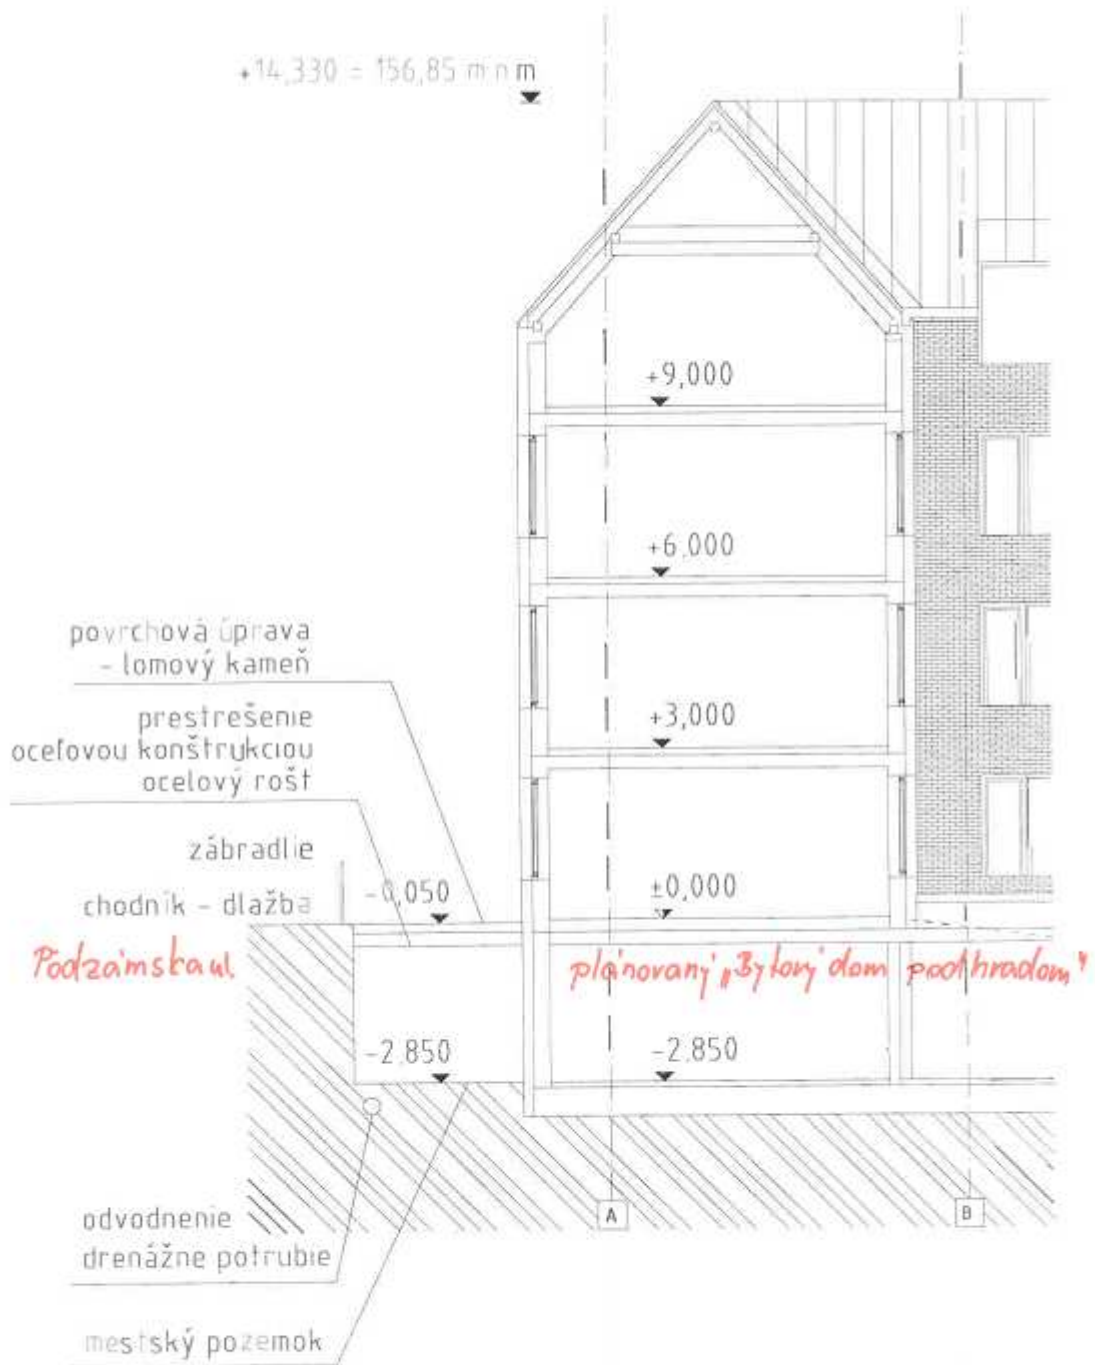 +14,330 = 156,85 m n m
+9,000
+6,000
povrchová úprava
- lomový kameň
prestrešenie
oceľovou konštrukciou
ocelový rošt
+3,000
zábradlie
-0,050
±0,000
chodník - dlažba
Podzámska ul.
plánovaný „Bytový dom pod hradom"
-2,850
-2,850
odvodnenie
drenážne potrubie
A
B
mestský pozemok